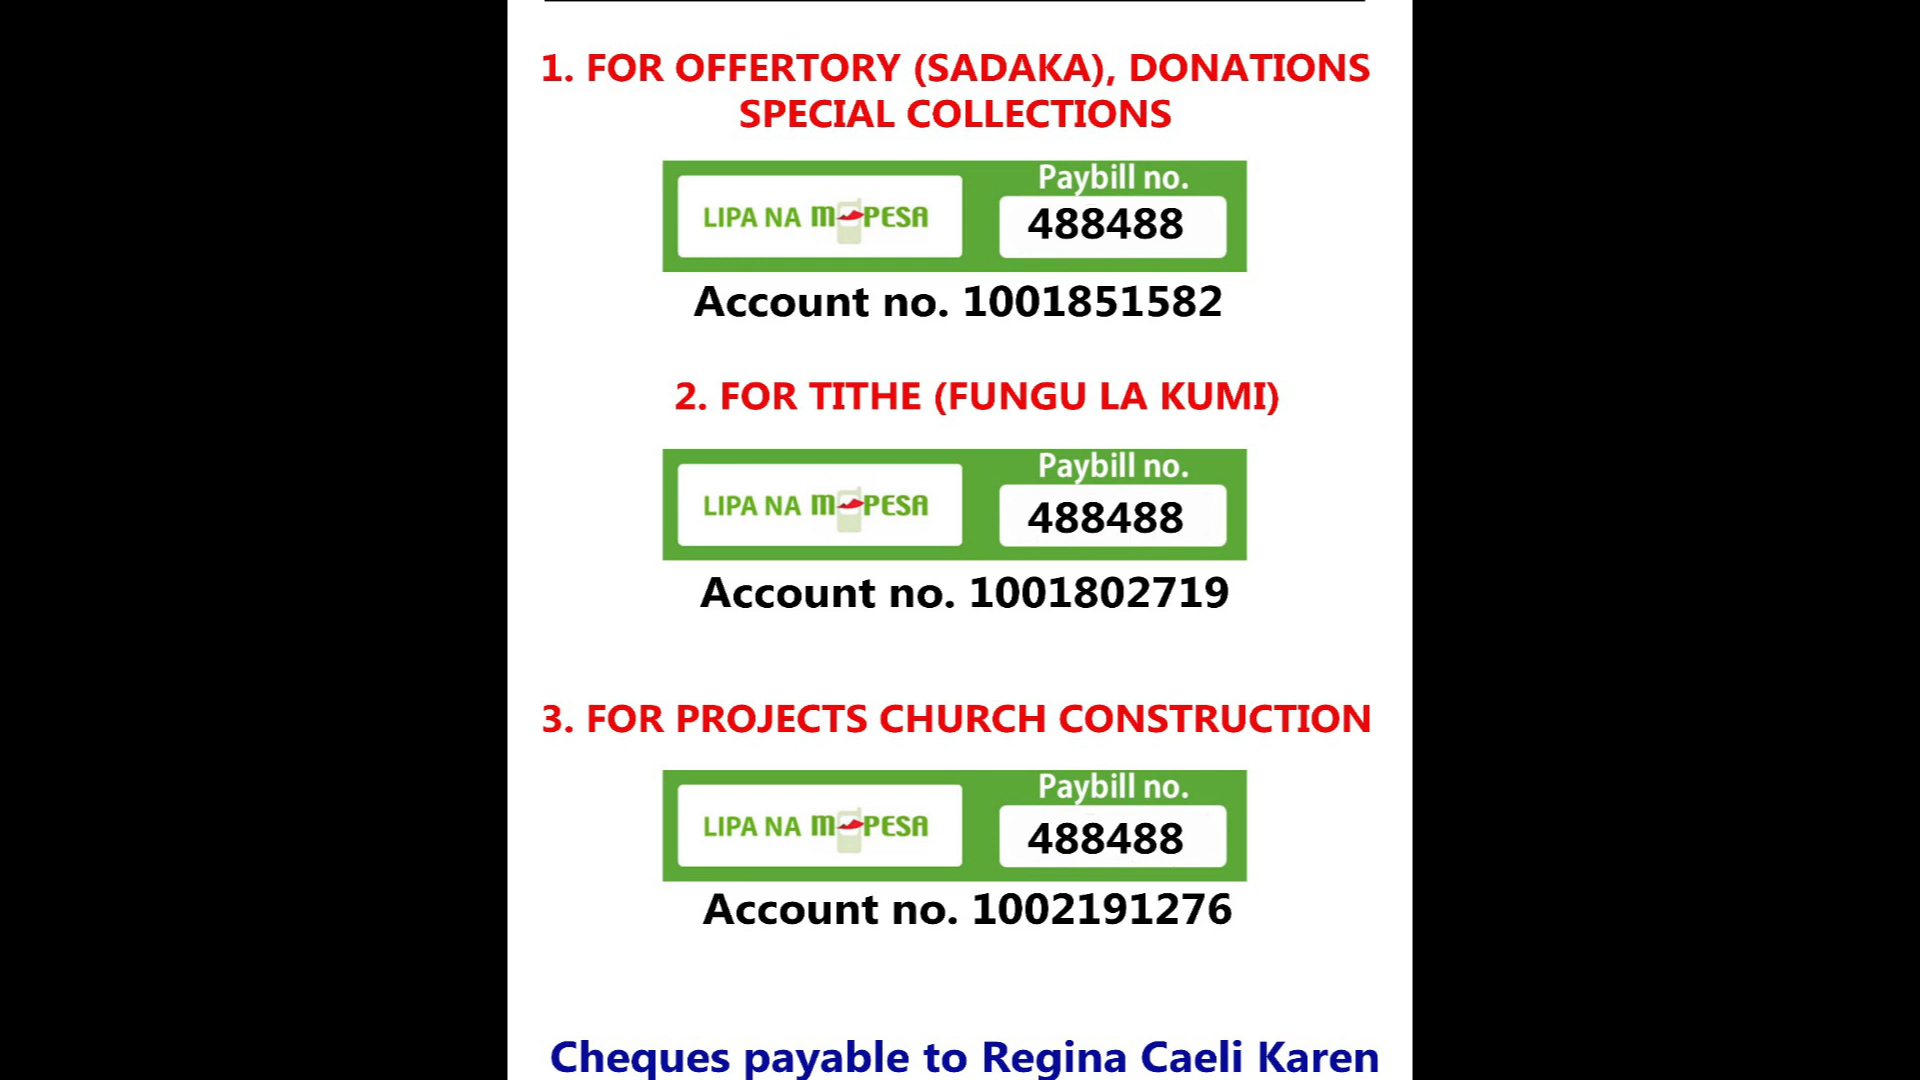 1. FOR OFFERTORY (SADAKA), DONATIONS
SPECIAL COLLECTIONS
LIPA NA M-PESA
Paybill no.
488488
Account no. 1001851582
2. FOR TITHE (FUNGU LA KUMI)
LIPA NA M-PESA
Paybill no.
488488
Account no. 1001802719
3. FOR PROJECTS CHURCH CONSTRUCTION
LIPA NA M-PESA
Paybill no.
488488
Account no. 1002191276
Cheques payable to Regina Caeli Karen